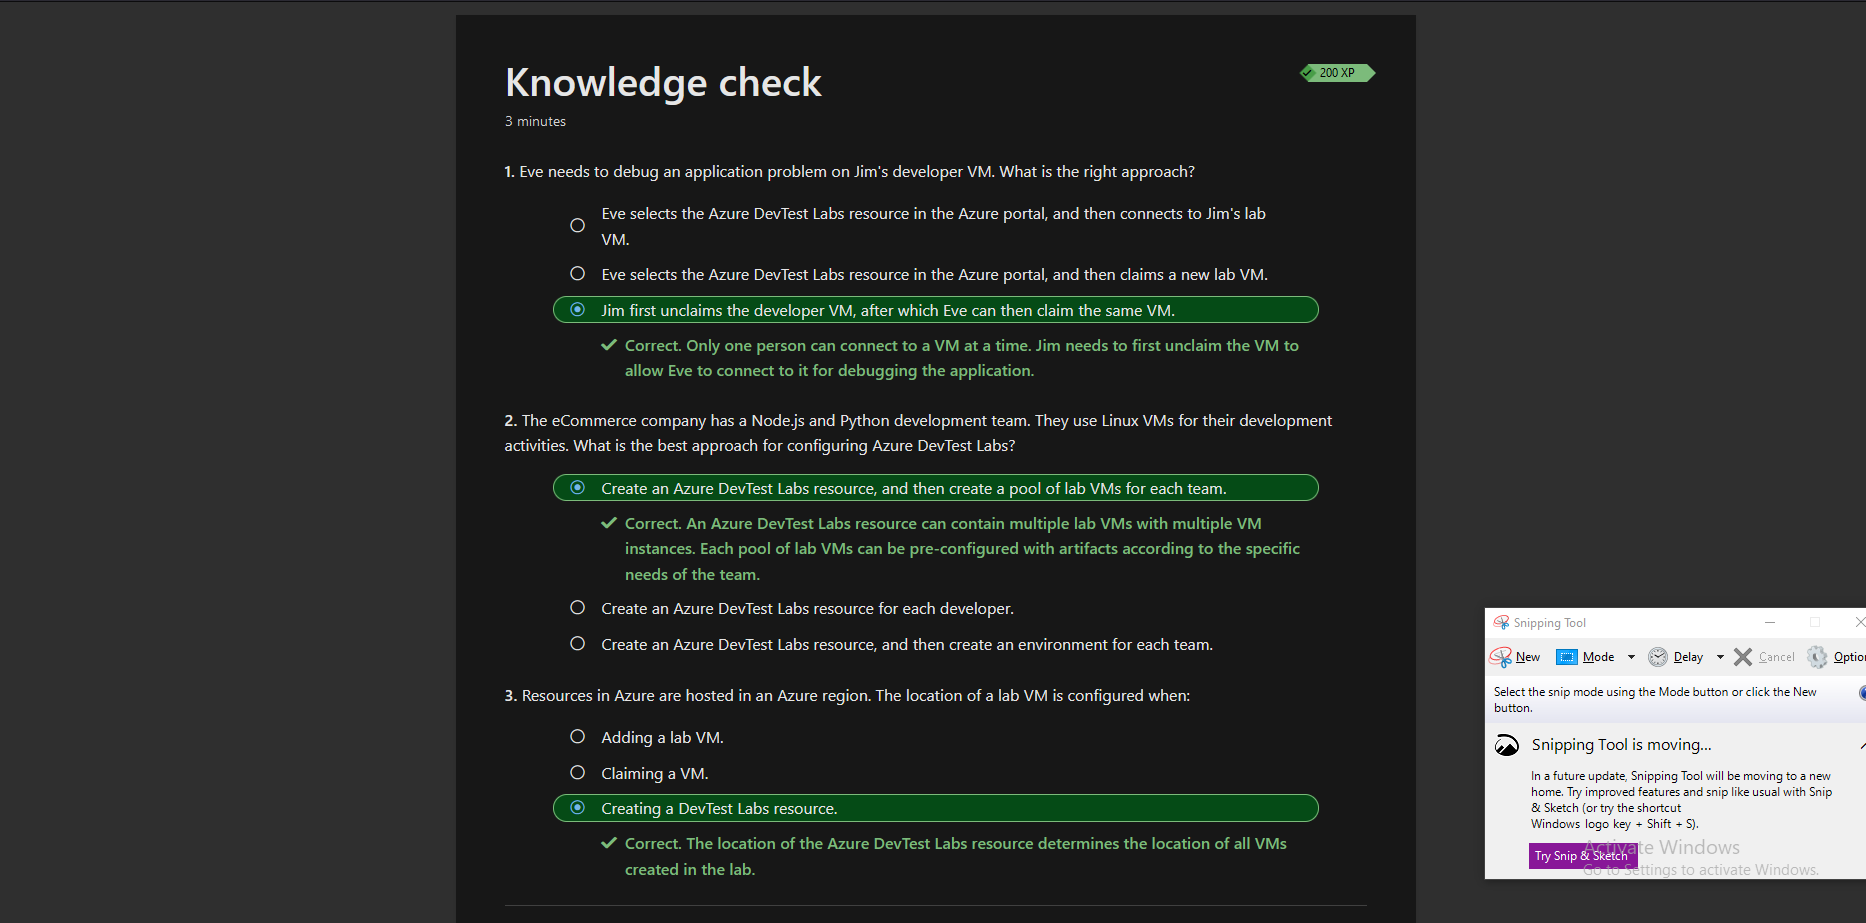 Knowledge check
200 XP
3 minutes
1. Eve needs to debug an application problem on Jim's developer VM. What is the right approach?
Eve selects the Azure DevTest Labs resource in the Azure portal, and then connects to Jim's lab
VM.
Eve selects the Azure DevTest Labs resource in the Azure portal, and then claims a new lab VM.
Jim first unclaims the developer VM, after which Eve can then claim the same VM.
Correct. Only one person can connect to a VM at a time. Jim needs to first unclaim the VM to
allow Eve to connect to it for debugging the application.
2. The eCommerce company has a Node.js and Python development team. They use Linux VMs for their development
activities. What is the best approach for configuring Azure DevTest Labs?
Create an Azure DevTest Labs resource, and then create a pool of lab VMs for each team.
Correct. An Azure DevTest Labs resource can contain multiple lab VMs with multiple VM
instances. Each pool of lab VMs can be pre-configured with artifacts according to the specific
needs of the team.
Create an Azure DevTest Labs resource for each developer.
Create an Azure DevTest Labs resource, and then create an environment for each team.
3. Resources in Azure are hosted in an Azure region. The location of a lab VM is configured when:
Adding a lab VM.
Claiming a VM.
Creating a DevTest Labs resource.
Correct. The location of the Azure DevTest Labs resource determines the location of all VMs
created in the lab.
Snipping Tool
New Mode Delay Cancel Optio
Select the snip mode using the Mode button or click the New
button.
Snipping Tool is moving...
In a future update, Snipping Tool will be moving to a new
home. Try improved features and snip like usual with Snip
& Sketch (or try the shortcut
Windows logo key + Shift + S).
Try Snip & Sketch
Activate Windows
Go to Settings to activate Windows.